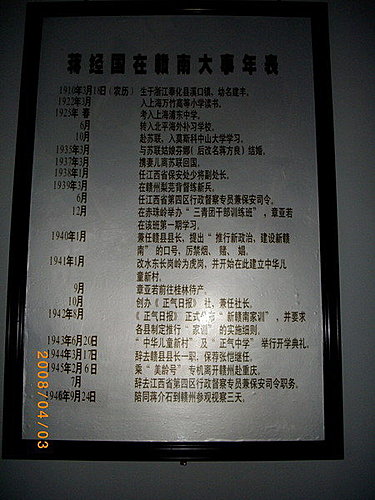 蒋经国在赣南大事年表
1910年3月18日（农历） 生于浙江奉化县溪口镇，幼名建丰。
1922年3月 入上海万竹高等小学读书。
1925年 春 考入上海浦东中学。
6月 转入北平海外补习学校。
10月 赴苏联，入莫斯科中山大学学习。
1935年3月 与苏联姑娘芬娜（后改名蒋方良）结婚。
1937年3月 携妻儿离苏联回国。
1938年1月 任江西省保安处少将副处长。
1939年3月 在赣州梨芫背督练新兵。
6月 任江西省第四区行政督察专员兼保安司令。
12月 在赤珠岭举办“三青团干部训练班”，章亚若
在该班第一期学习。
1940年1月 兼任赣县县长，提出“推行新政治、建设新赣
南”的口号，厉禁烟、赌、娼。
1941年1月 改水东长岗岭为虎岗，并开始在此建立中华儿
童新村。
9月 章亚若前往桂林待产。
10月 创办《正气日报》社，兼任社长。
1942年8月 《正气日报》正式公布“新赣南家训”，并要求
各县制定推行“家训”的实施细则。
1943年6月20日 “中华儿童新村”及“正气中学”举行开学典礼。
1944年3月17日 辞去赣县县长一职，保荐张恺继任。
1945年2月6日 乘“美龄号”专机离开赣州赴重庆。
7月 辞去江西省第四区行政督察专员兼保安司令职务。
1946年9月24日 陪同蒋介石到赣州参观视察三天。
2008/04/03